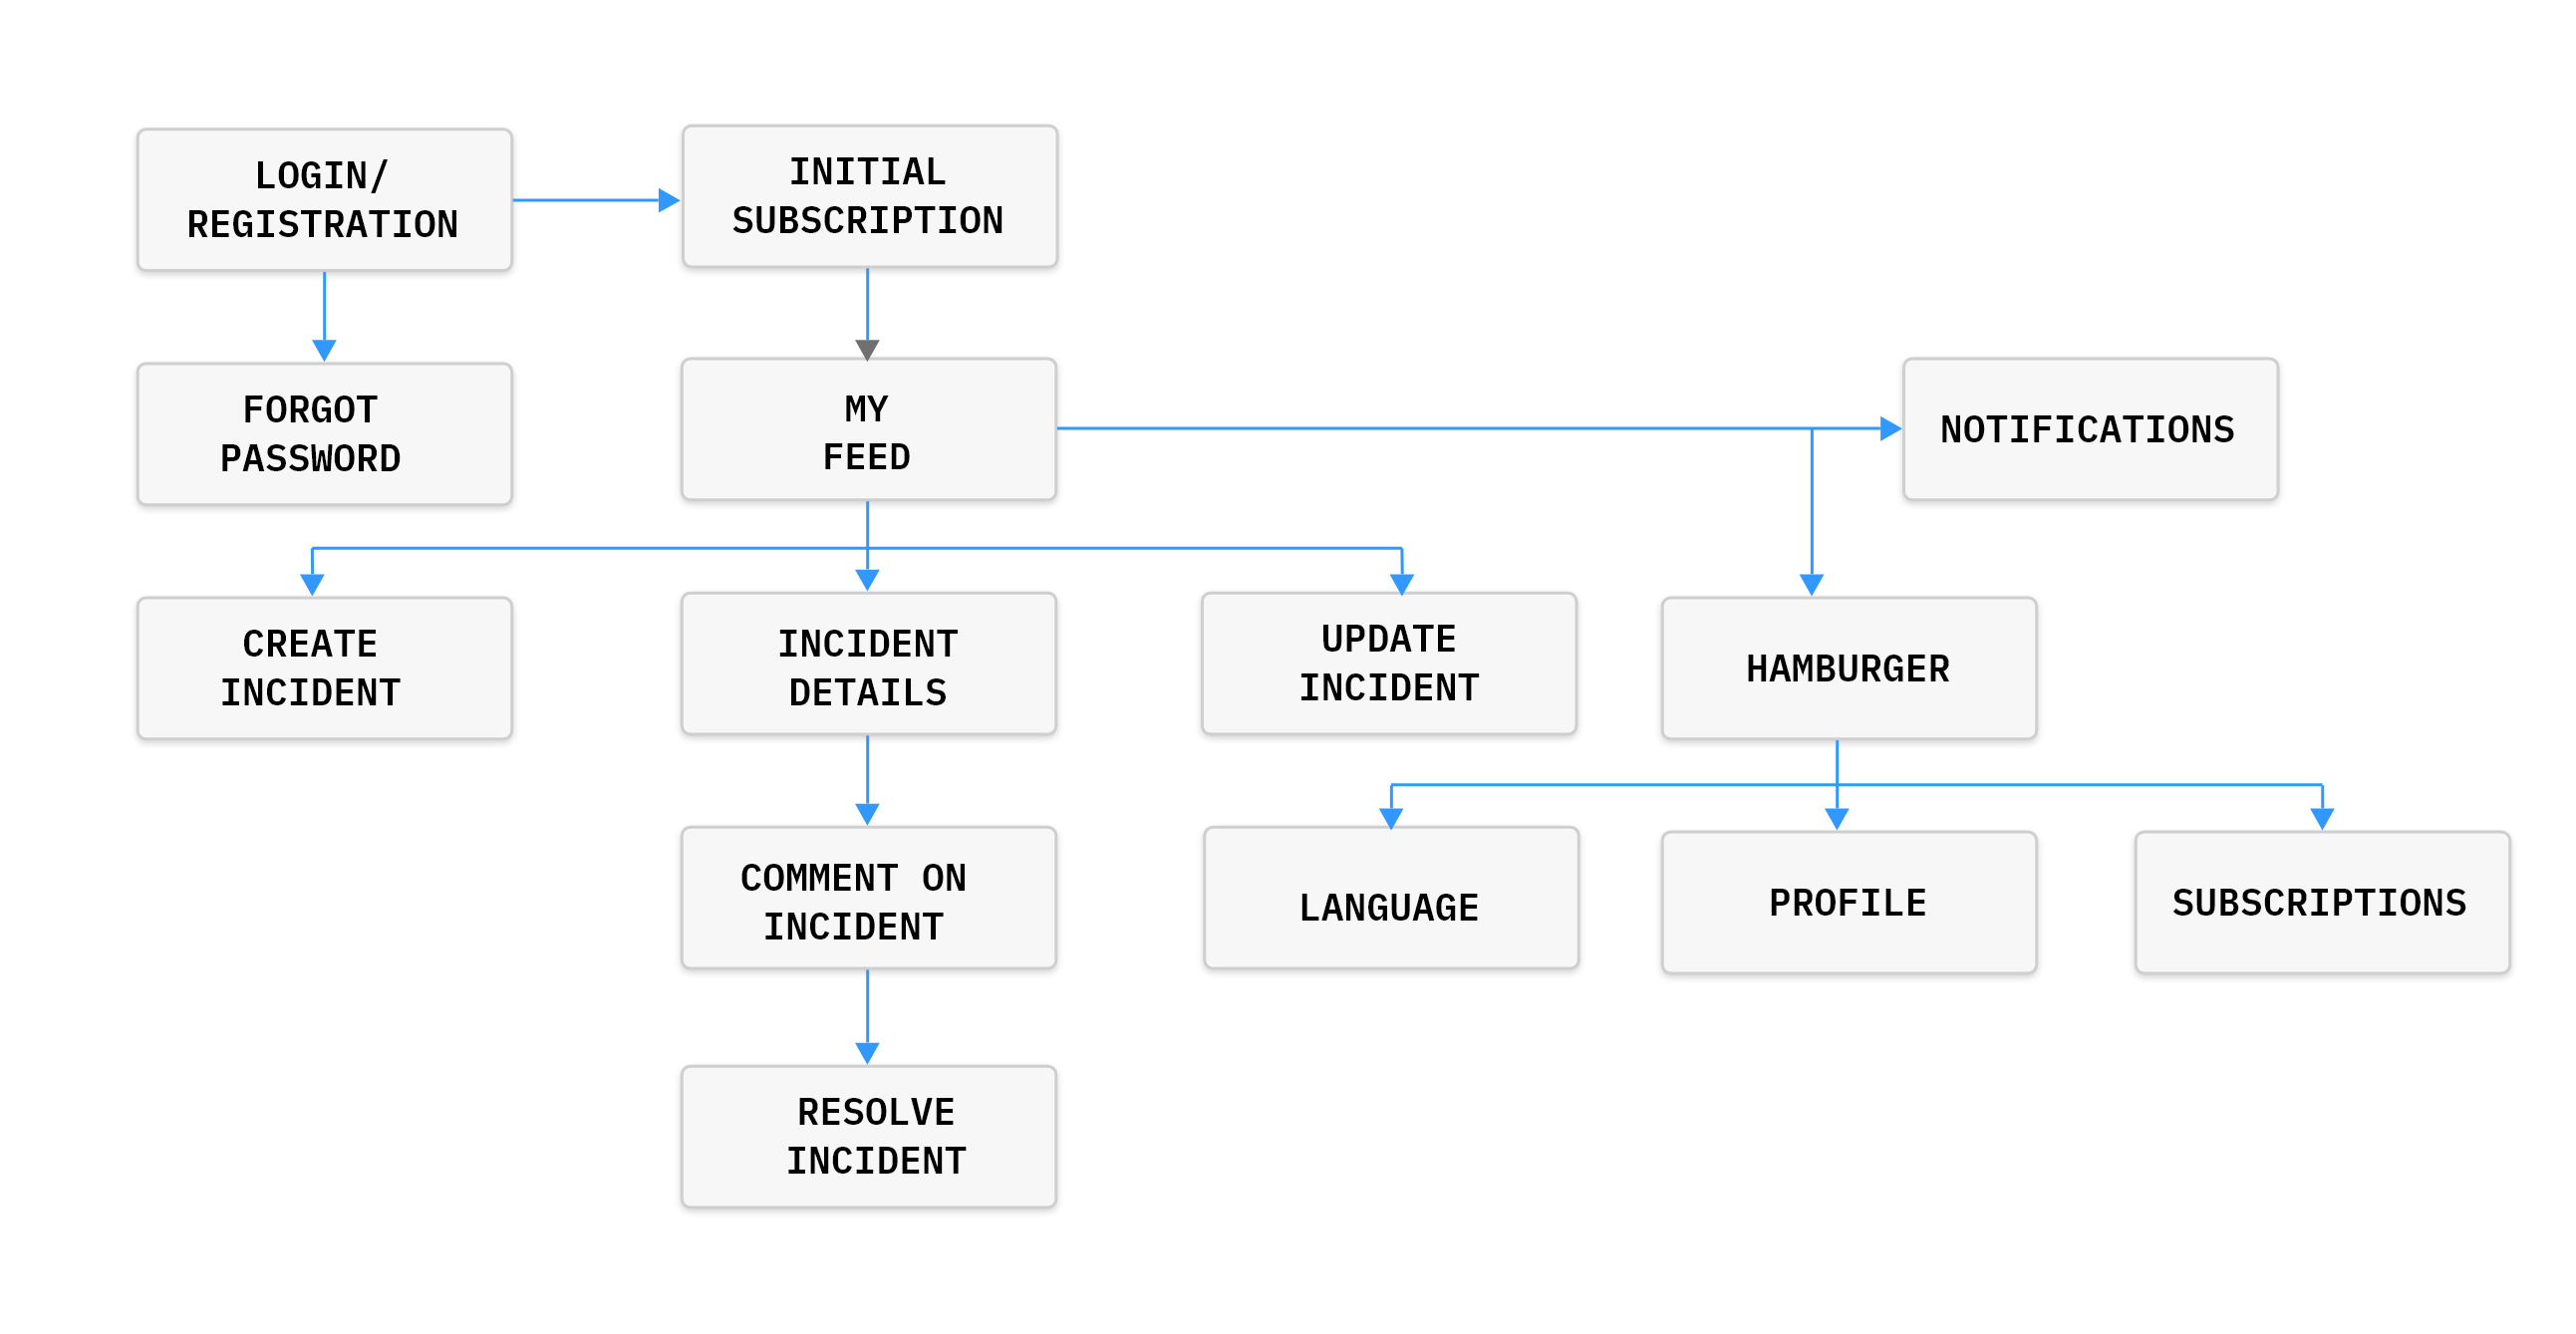 LOGIN/
REGISTRATION
INITIAL
SUBSCRIPTION
FORGOT
PASSWORD
MY
FEED
NOTIFICATIONS
CREATE
INCIDENT
INCIDENT
DETAILS
UPDATE
INCIDENT
HAMBURGER
COMMENT ON
INCIDENT
LANGUAGE
PROFILE
SUBSCRIPTIONS
RESOLVE
INCIDENT